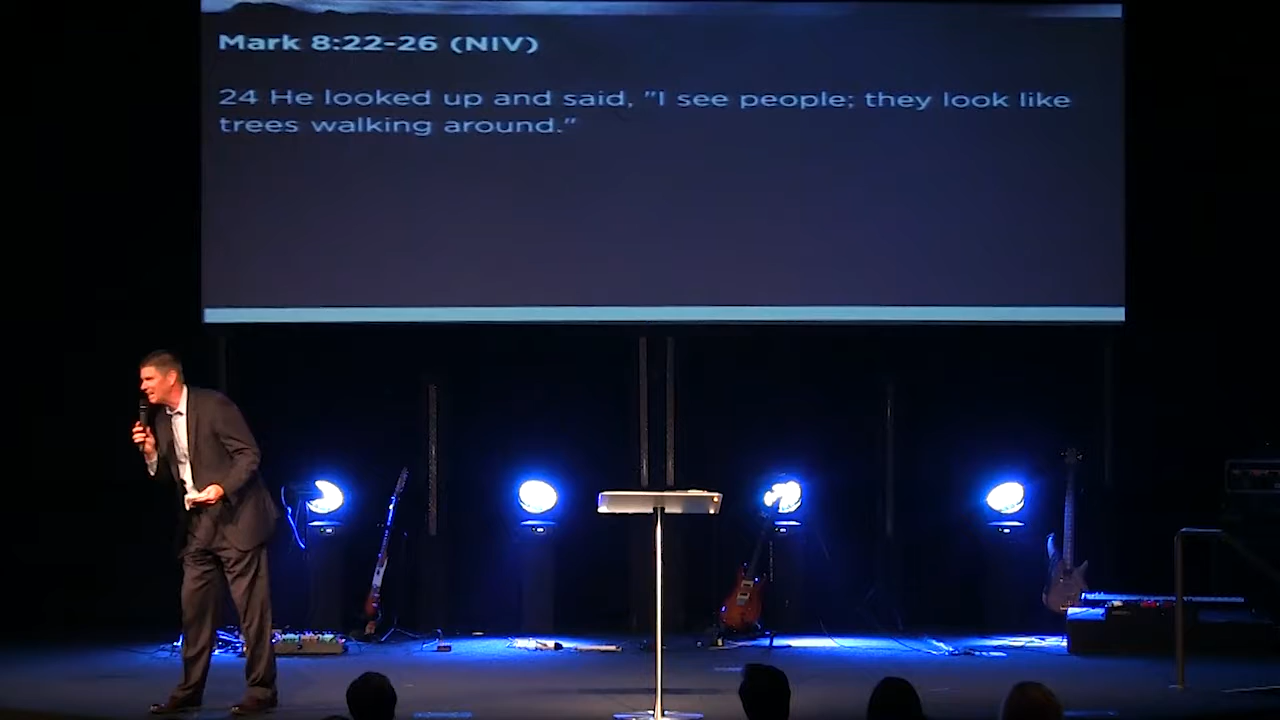 Mark 8:22-26 (NIV)
24 He looked up and said, "I see people; they look like
trees walking around."